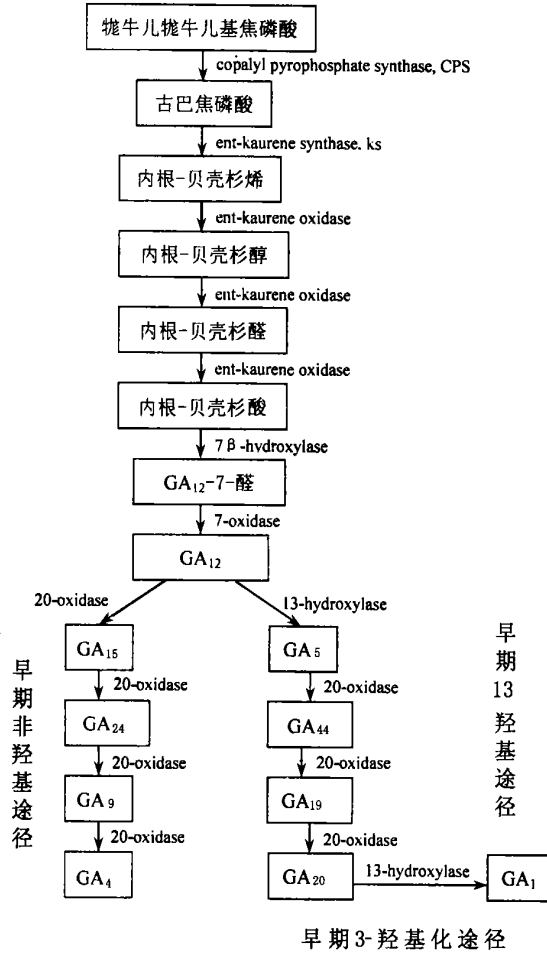 牻牛儿牻牛儿基焦磷酸
copalyl pyrophosphate synthase, CPS
古巴焦磷酸
ent-kaurene synthase. ks
内根-贝壳杉烯
ent-kaurene oxidase
内根-贝壳杉醇
ent-kaurene oxidase
内根-贝壳杉醛
ent-kaurene oxidase
内根-贝壳杉酸
7β-hydroxylase
GA12-7-醛
7-oxidase
GA12
20-oxidase
13-hydroxylase
GA15
GA5
20-oxidase
20-oxidase
GA24
GA44
20-oxidase
20-oxidase
GA9
GA19
20-oxidase
20-oxidase
GA4
GA20
13-hydroxylase
GA1
早期非羟基途径
早期13羟基途径
早期3-羟基化途径